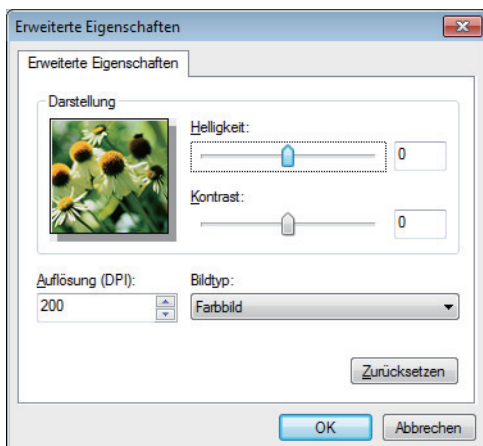 Erweiterte Eigenschaften
Erweiterte Eigenschaften
Darstellung
Helligkeit:
0
Kontrast:
0
Auflösung (DPI):
Bildtyp:
200
Farbbild
Zurücksetzen
OK
Abbrechen